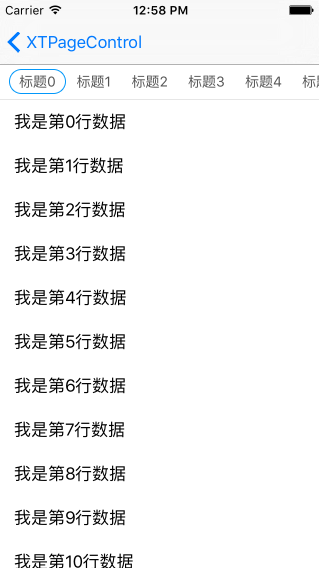 Carrier 12:58 PM
XTPageControl
标题0 标题1 标题2 标题3 标题4
我是第0行数据
我是第1行数据
我是第2行数据
我是第3行数据
我是第4行数据
我是第5行数据
我是第6行数据
我是第7行数据
我是第8行数据
我是第9行数据
我是第10行数据